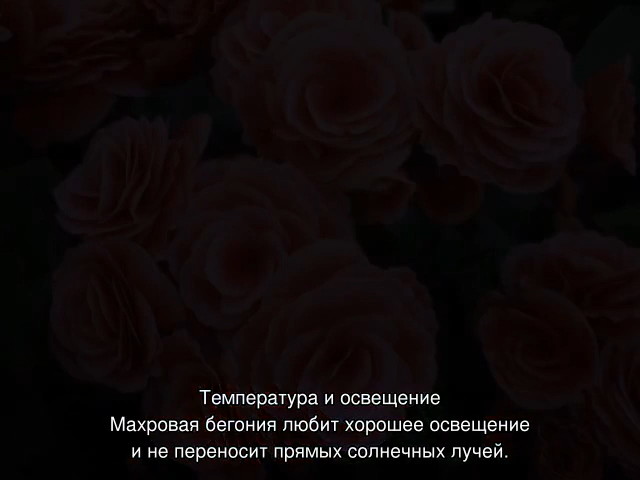 Температура и освещение
Махровая бегония любит хорошее освещение
и не переносит прямых солнечных лучей.